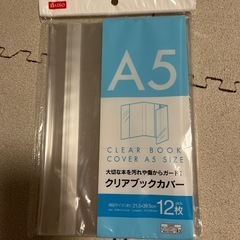 DAISO
A5
CLEAR BOOK
COVER A5 SIZE
大切な本を汚れや傷からガード！
クリアブックカバー
12枚